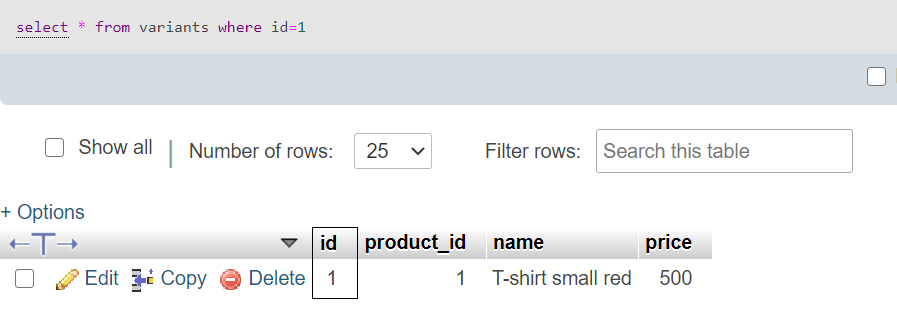 select * from variants where id=1
Show all | Number of rows: 25 Filter rows: Search this table
+ Options
←T→ id product_id name price
Edit Copy Delete 1 1 T-shirt small red 500